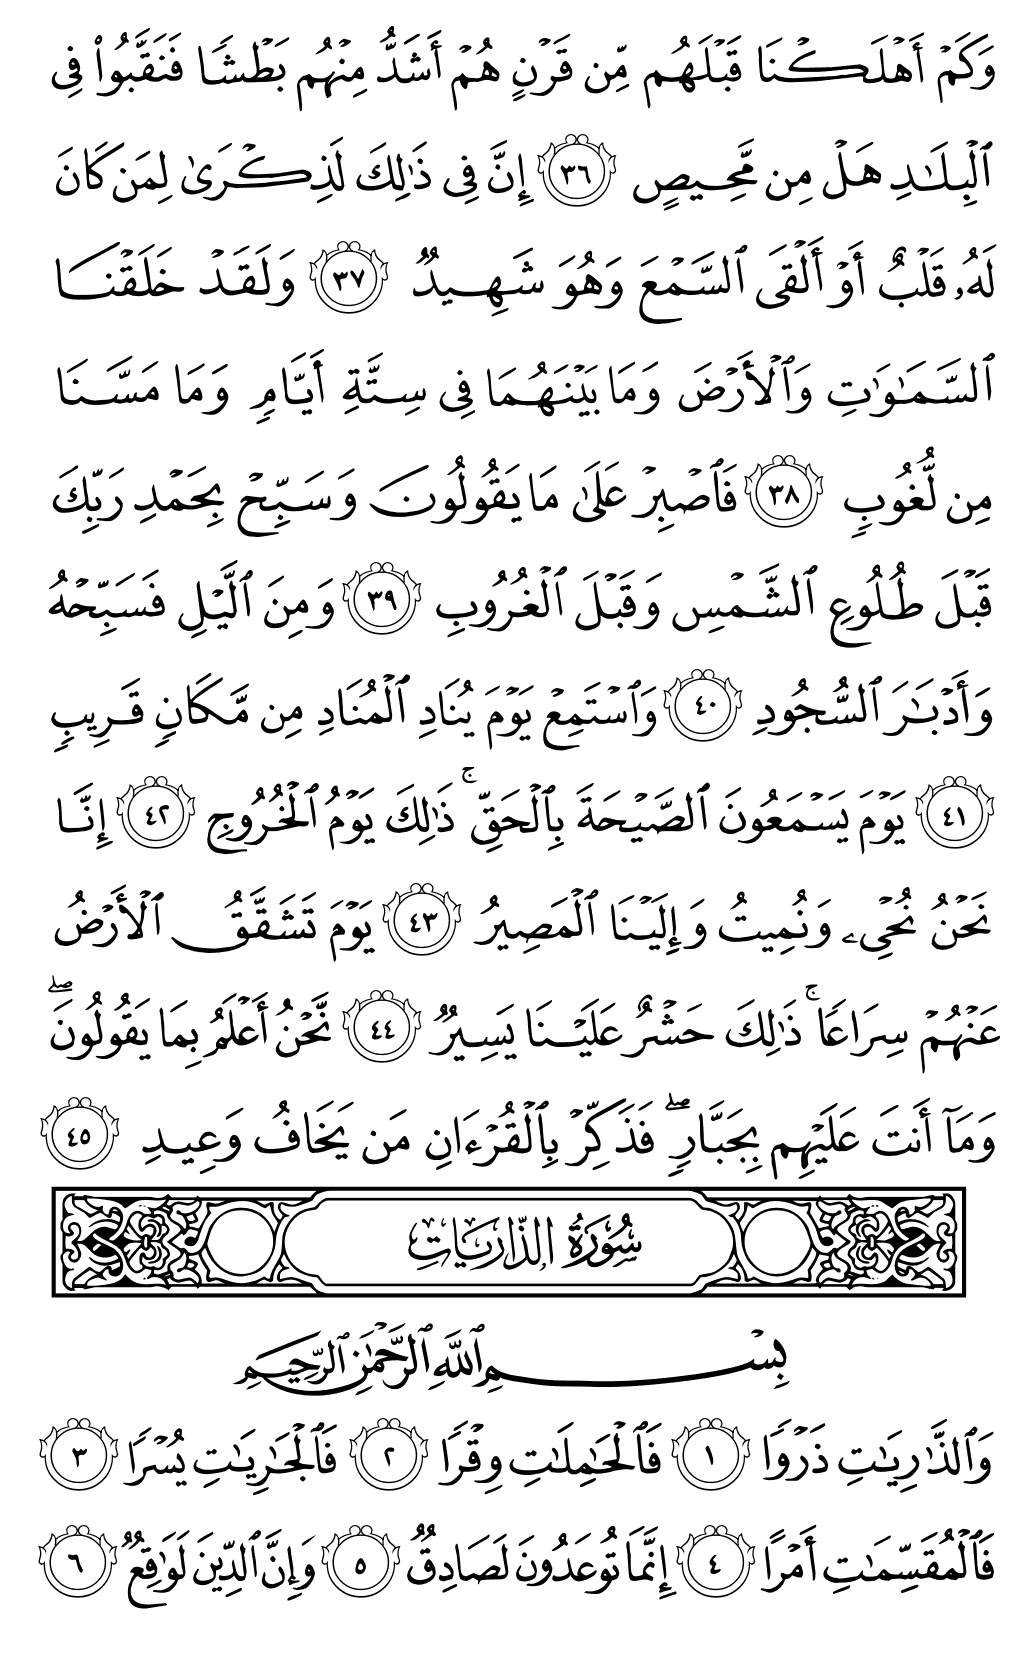 وَكَمْ أَهْلَكْنَا قَبْلَهُم مِّن قَرْنٍ هُمْ أَشَدُّ مِنْهُم بَطْشًا فَنَقَّبُوا۟ فِى
ٱلْبِلَـٰدِ هَلْ مِن مَّحِيصٍ ٣٦ إِنَّ فِى ذَٰلِكَ لَذِكْرَىٰ لِمَن كَانَ
لَهُۥ قَلْبٌ أَوْ أَلْقَى ٱلسَّمْعَ وَهُوَ شَهِيدٌ ٣٧ وَلَقَدْ خَلَقْنَا
ٱلسَّمَـٰوَٰتِ وَٱلْأَرْضَ وَمَا بَيْنَهُمَا فِى سِتَّةِ أَيَّامٍ وَمَا مَسَّنَا
مِن لُّغُوبٍ ٣٨ فَٱصْبِرْ عَلَىٰ مَا يَقُولُونَ وَسَبِّحْ بِحَمْدِ رَبِّكَ
قَبْلَ طُلُوعِ ٱلشَّمْسِ وَقَبْلَ ٱلْغُرُوبِ ٣٩ وَمِنَ ٱلَّيْلِ فَسَبِّحْهُ
وَأَدْبَـٰرَ ٱلسُّجُودِ ٤٠ وَٱسْتَمِعْ يَوْمَ يُنَادِ ٱلْمُنَادِ مِن مَّكَانٍ قَرِيبٍ
٤١ يَوْمَ يَسْمَعُونَ ٱلصَّيْحَةَ بِٱلْحَقِّ ۚ ذَٰلِكَ يَوْمُ ٱلْخُرُوجِ ٤٢ إِنَّا
نَحْنُ نُحْىِۦ وَنُمِيتُ وَإِلَيْنَا ٱلْمَصِيرُ ٤٣ يَوْمَ تَشَقَّقُ ٱلْأَرْضُ
عَنْهُمْ سِرَاعًا ۚ ذَٰلِكَ حَشْرٌ عَلَيْنَا يَسِيرٌ ٤٤ نَّحْنُ أَعْلَمُ بِمَا يَقُولُونَ ۖ
وَمَآ أَنتَ عَلَيْهِم بِجَبَّارٍ ۖ فَذَكِّرْ بِٱلْقُرْءَانِ مَن يَخَافُ وَعِيدِ ٤٥
سُورَةُ الذَّارِيَاتِ
بِسْمِ ٱللَّهِ ٱلرَّحْمَـٰنِ ٱلرَّحِيمِ
وَٱلذَّٰرِيَـٰتِ ذَرْوًا ١ فَٱلْحَـٰمِلَـٰتِ وِقْرًا ٢ فَٱلْجَـٰرِيَـٰتِ يُسْرًا ٣
فَٱلْمُقَسِّمَـٰتِ أَمْرًا ٤ إِنَّمَا تُوعَدُونَ لَصَادِقٌ ٥ وَإِنَّ ٱلدِّينَ لَوَٰقِعٌ ٦